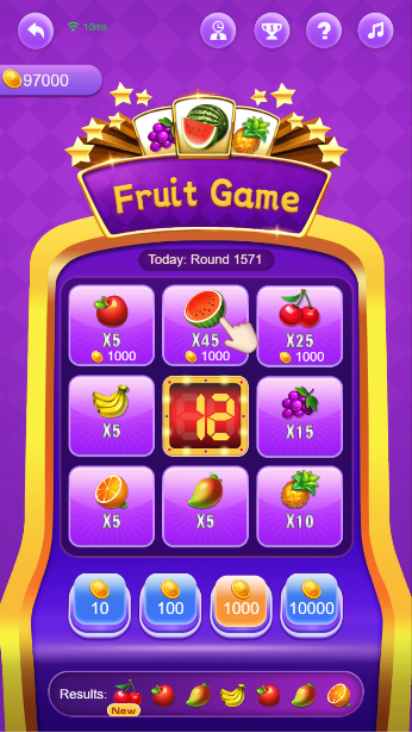 10ms
97000
Fruit Game
Today: Round 1571
X5 X45 X25
1000 1000 1000
X5 12 X15
X5 X5 X10
10 100 1000 10000
Results:
New